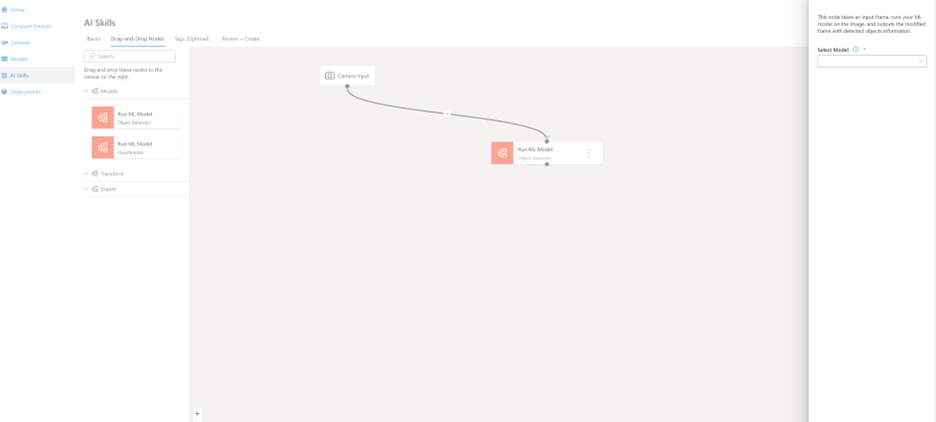 Home
Compute Devices
Cameras
Models
AI Skills
Deployments
AI Skills
Basics
Drag-and-Drop Nodes
Tags (Optional)
Review + Create
Search
Drag and drop these nodes to the
canvas on the right.
Models
Run ML Model
Object Detection
Run ML Model
Classification
Transform
Export
Camera Input
Run ML Model
Object Detection
+
This node takes an input frame, runs your ML
model on the image, and outputs the modified
frame with detected objects information.
Select Model *